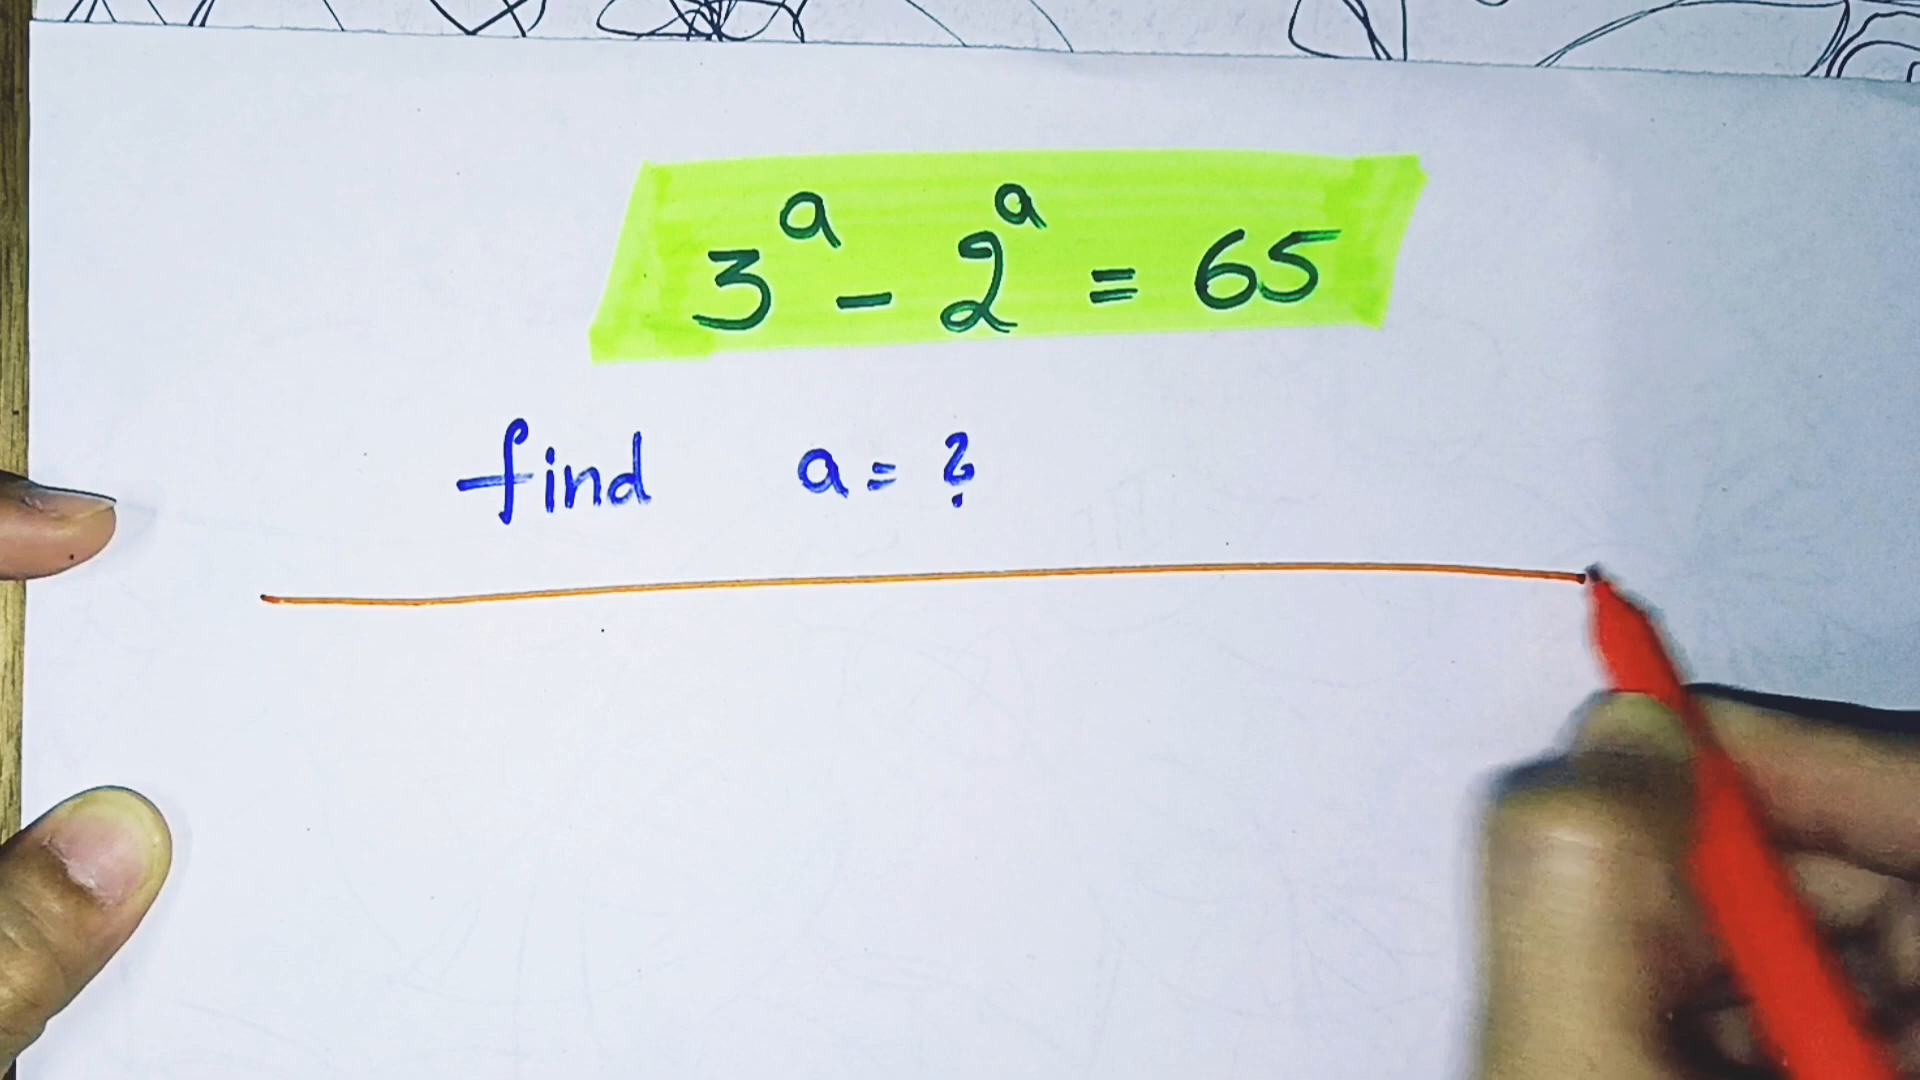 3^a - 2^a = 65
find a = ?